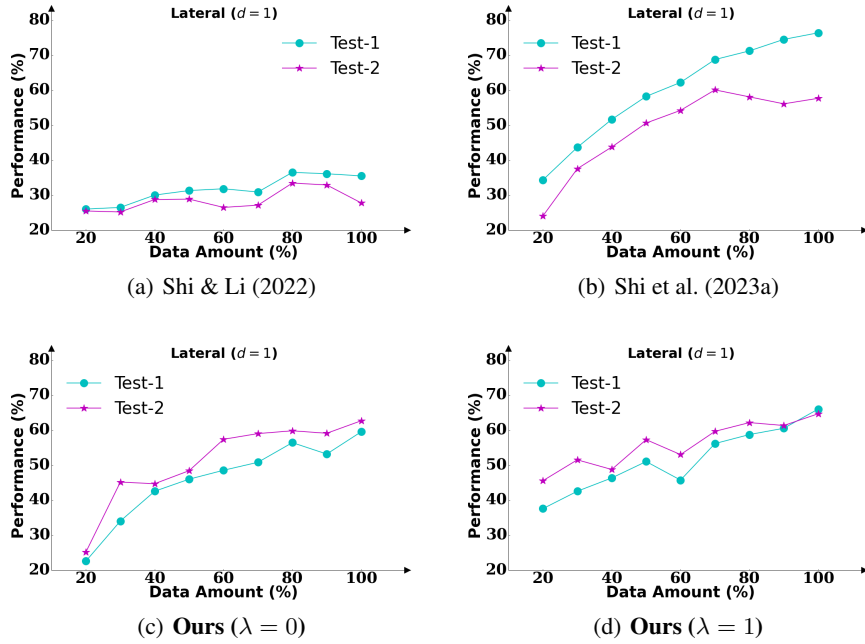 Lateral (d = 1)
80
70
60
50
40
30
20
Performance (%)
Test-1
Test-2
20 40 60 80 100
Data Amount (%)
(a) Shi & Li (2022)
Lateral (d = 1)
80
70
60
50
40
30
20
Performance (%)
Test-1
Test-2
20 40 60 80 100
Data Amount (%)
(b) Shi et al. (2023a)
Lateral (d = 1)
80
70
60
50
40
30
20
Performance (%)
Test-1
Test-2
20 40 60 80 100
Data Amount (%)
(c) Ours (λ = 0)
Lateral (d = 1)
80
70
60
50
40
30
20
Performance (%)
Test-1
Test-2
20 40 60 80 100
Data Amount (%)
(d) Ours (λ = 1)